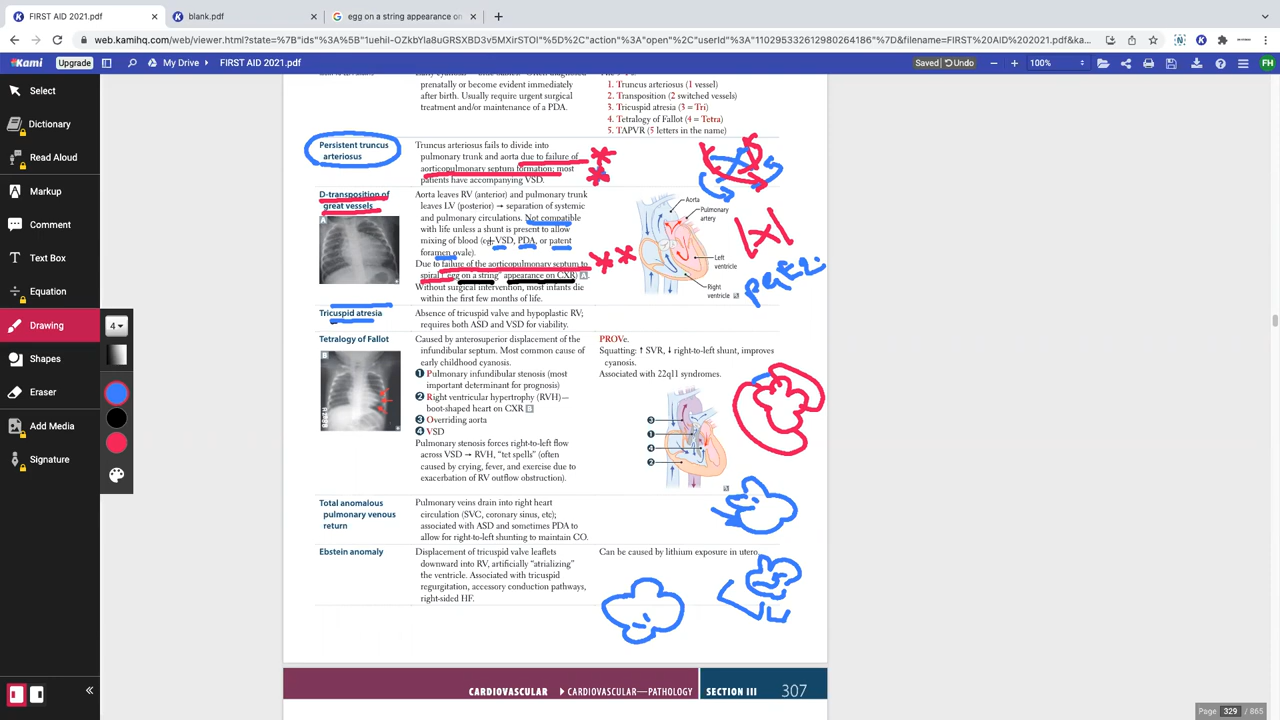 FIRST AID 2021.pdf
blank.pdf
egg on a string appearance on
web.kamihq.com/web/viewer.html?state=%7B"ids"%3A%5B"1uehiI-OZkbYla8uGRSXBD3v5MXirSTOI"%5D%2C"action"%3A"open"%2C"userId"%3A"110295332612980264186"%7D&filename=FIRST%20AID%202021.pdf&ka...
Kami
Upgrade
My Drive
FIRST AID 2021.pdf
Saved
Undo
100%
FH
Select
Dictionary
Read Aloud
Markup
Comment
Text Box
Equation
Drawing
Shapes
Eraser
Add Media
Signature
4
prenatally or become evident immediately
after birth. Usually require urgent surgical
treatment and/or maintenance of a PDA.
1. Truncus arteriosus (1 vessel)
2. Transposition (2 switched vessels)
3. Tricuspid atresia (3 = Tri)
4. Tetralogy of Fallot (4 = Tetra)
5. TAPVR (5 letters in the name)
Persistent truncus
arteriosus
Truncus arteriosus fails to divide into
pulmonary trunk and aorta due to failure of
aorticopulmonary septum formation; most
patients have accompanying VSD.
D-transposition of
great vessels
A
Aorta leaves RV (anterior) and pulmonary trunk
leaves LV (posterior) → separation of systemic
and pulmonary circulations. Not compatible
with life unless a shunt is present to allow
mixing of blood (eg, VSD, PDA, or patent
foramen ovale).
Due to failure of the aorticopulmonary septum to
spiral ("egg on a string" appearance on CXR) A.
Without surgical intervention, most infants die
within the first few months of life.
Aorta
Pulmonary
artery
Left
ventricle
Right
ventricle
Tricuspid atresia
Absence of tricuspid valve and hypoplastic RV;
requires both ASD and VSD for viability.
Tetralogy of Fallot
B
Caused by anterosuperior displacement of the
infundibular septum. Most common cause of
early childhood cyanosis.
1 Pulmonary infundibular stenosis (most
important determinant for prognosis)
2 Right ventricular hypertrophy (RVH)—
boot-shaped heart on CXR B
3 Overriding aorta
4 VSD
Pulmonary stenosis forces right-to-left flow
across VSD → RVH, "tet spells" (often
caused by crying, fever, and exercise due to
exacerbation of RV outflow obstruction).
PROVe.
Squatting: ↑ SVR, ↓ right-to-left shunt, improves
cyanosis.
Associated with 22q11 syndromes.
3
1
4
2
Total anomalous
pulmonary venous
return
Pulmonary veins drain into right heart
circulation (SVC, coronary sinus, etc);
associated with ASD and sometimes PDA to
allow for right-to-left shunting to maintain CO.
Ebstein anomaly
Displacement of tricuspid valve leaflets
downward into RV, artificially "atrializing"
the ventricle. Associated with tricuspid
regurgitation, accessory conduction pathways,
right-sided HF.
Can be caused by lithium exposure in utero.
CARDIOVASCULAR
CARDIOVASCULAR—PATHOLOGY
SECTION III
307
Page 329 / 865